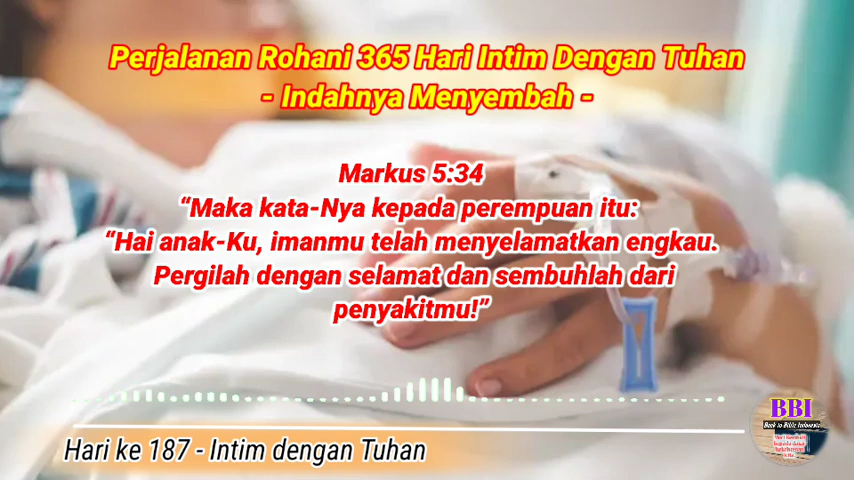 Perjalanan Rohani 365 Hari Intim Dengan Tuhan
- Indahnya Menyembah -
Markus 5:34
“Maka kata-Nya kepada perempuan itu:
“Hai anak-Ku, imanmu telah menyelamatkan engkau.
Pergilah dengan selamat dan sembuhlah dari
penyakitmu!”
Hari ke 187 - Intim dengan Tuhan
BBI
Back to Bible Indonesia